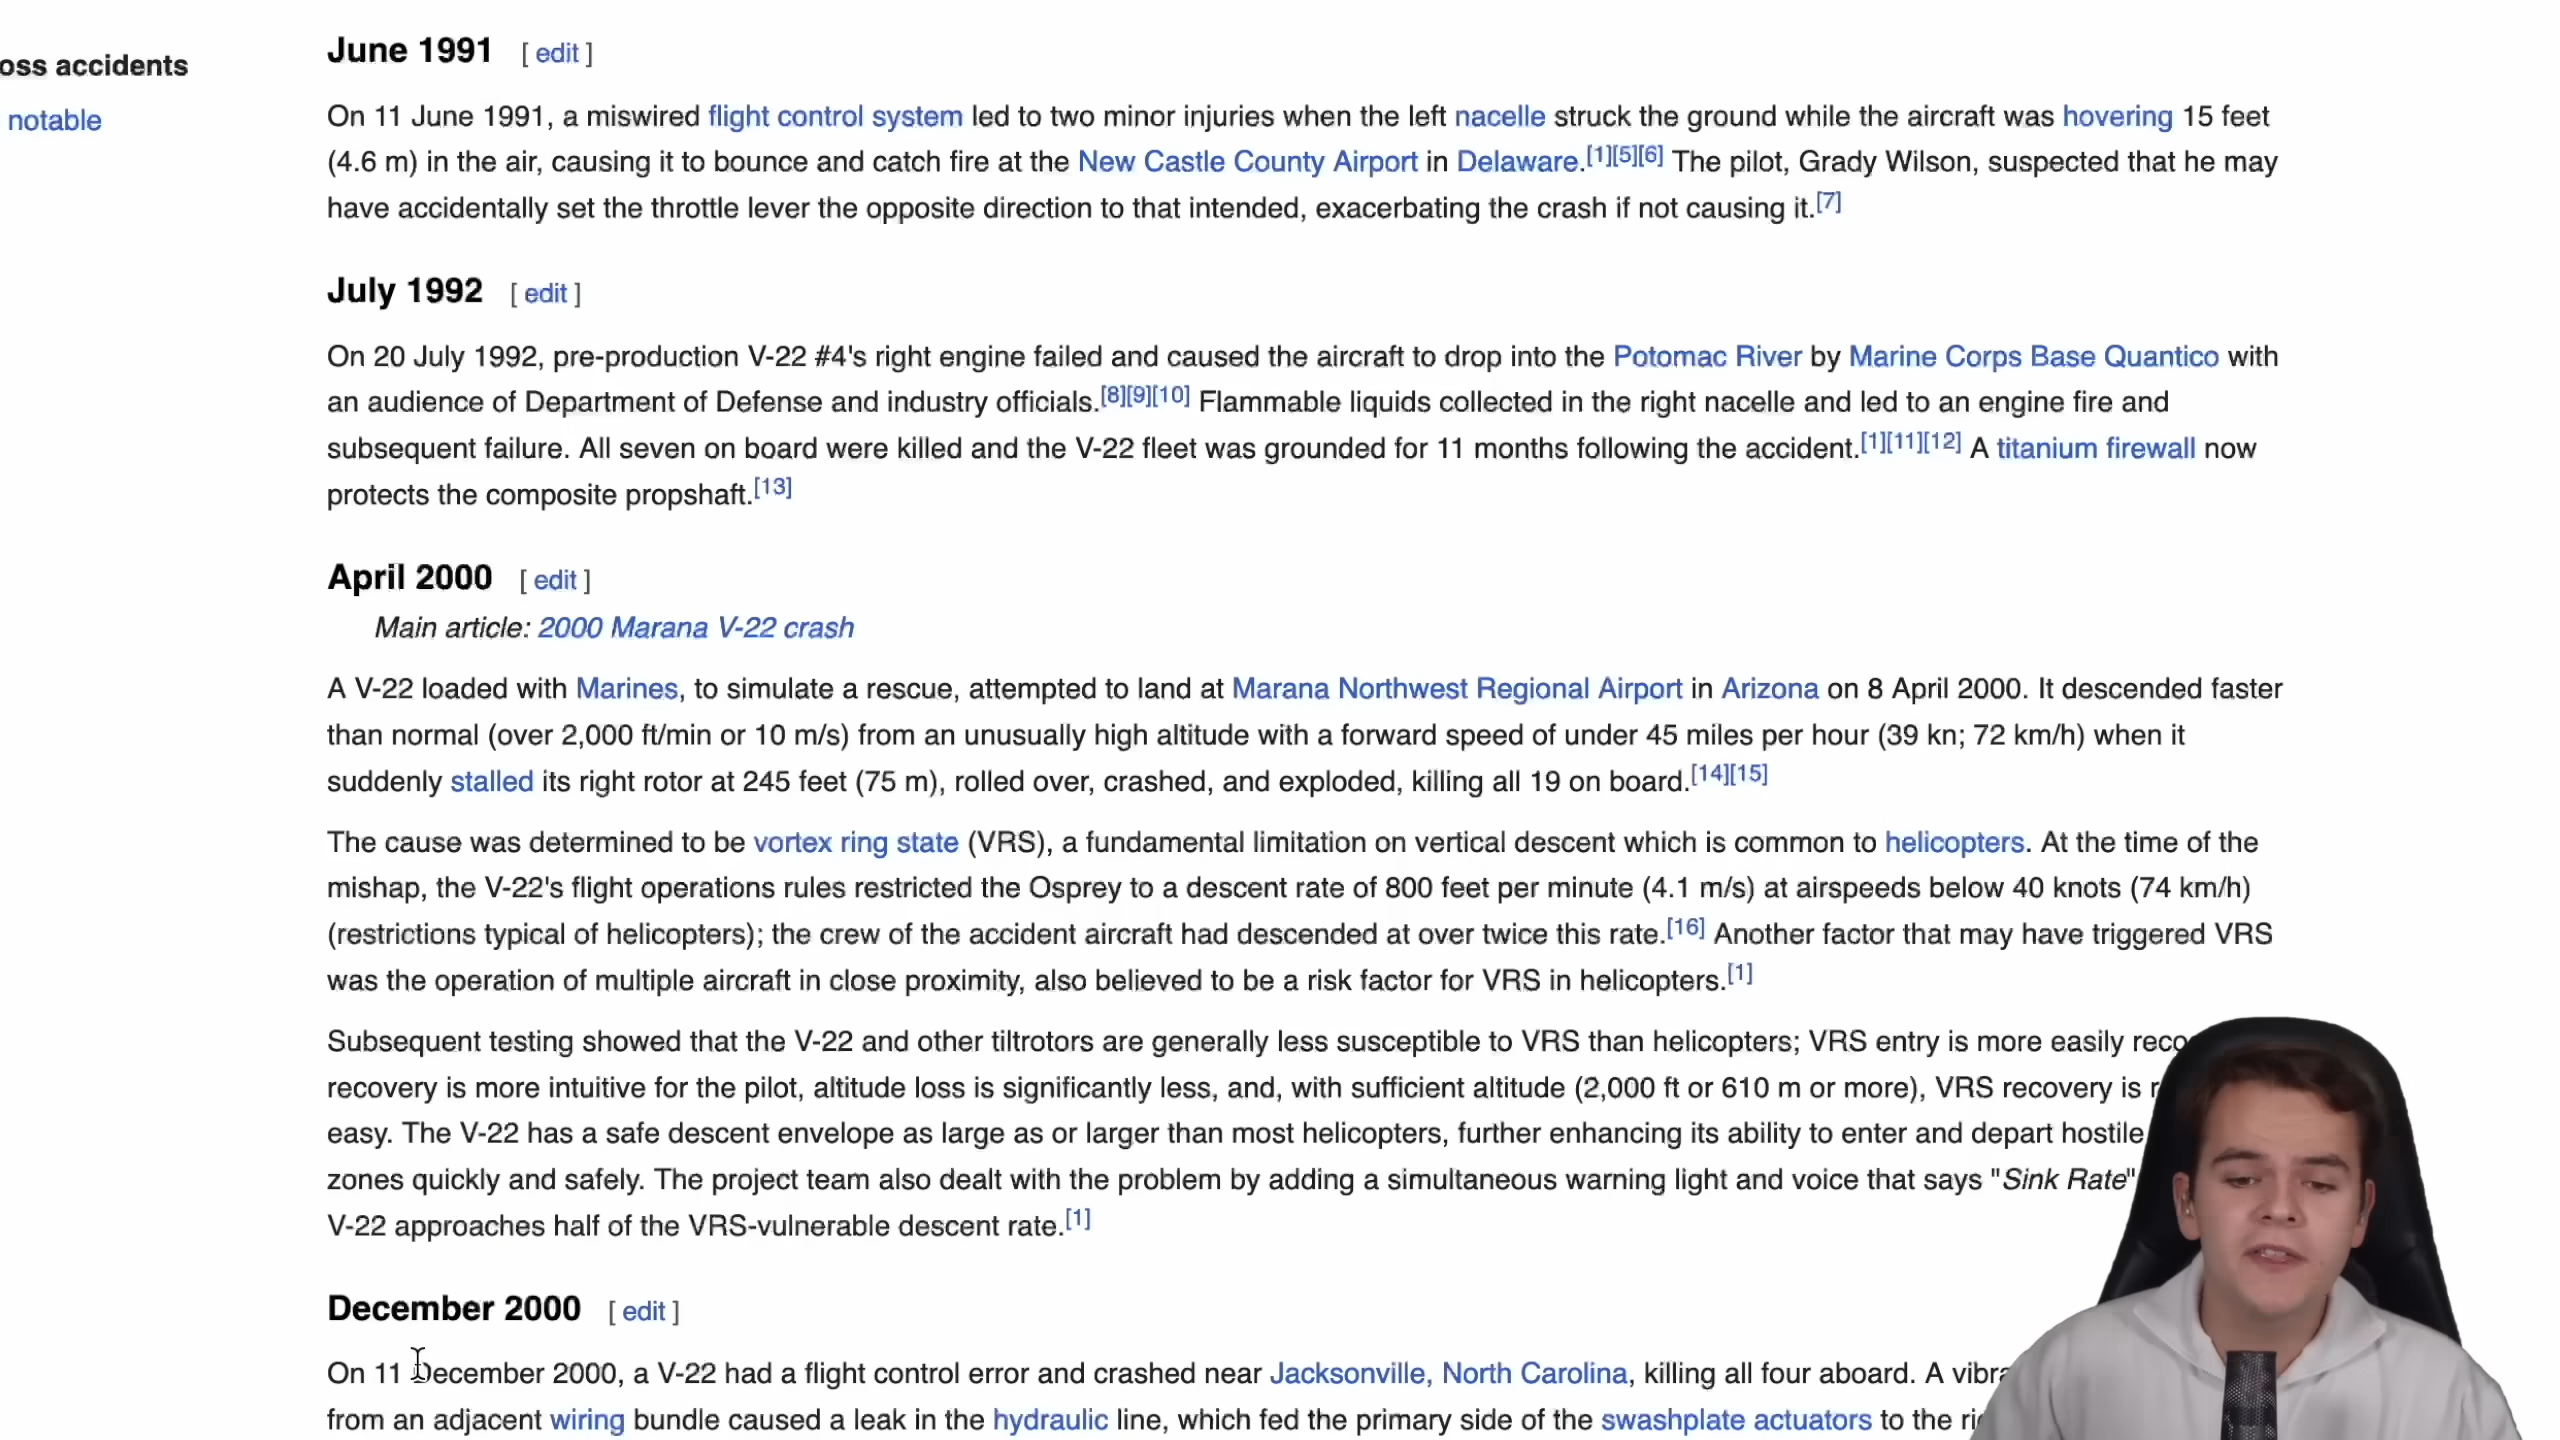 oss accidents
notable
June 1991 [ edit ]
On 11 June 1991, a miswired flight control system led to two minor injuries when the left nacelle struck the ground while the aircraft was hovering 15 feet
(4.6 m) in the air, causing it to bounce and catch fire at the New Castle County Airport in Delaware.[1][5][6] The pilot, Grady Wilson, suspected that he may
have accidentally set the throttle lever the opposite direction to that intended, exacerbating the crash if not causing it.[7]
July 1992 [ edit ]
On 20 July 1992, pre-production V-22 #4's right engine failed and caused the aircraft to drop into the Potomac River by Marine Corps Base Quantico with
an audience of Department of Defense and industry officials.[8][9][10] Flammable liquids collected in the right nacelle and led to an engine fire and
subsequent failure. All seven on board were killed and the V-22 fleet was grounded for 11 months following the accident.[1][11][12] A titanium firewall now
protects the composite propshaft.[13]
April 2000 [ edit ]
Main article: 2000 Marana V-22 crash
A V-22 loaded with Marines, to simulate a rescue, attempted to land at Marana Northwest Regional Airport in Arizona on 8 April 2000. It descended faster
than normal (over 2,000 ft/min or 10 m/s) from an unusually high altitude with a forward speed of under 45 miles per hour (39 kn; 72 km/h) when it
suddenly stalled its right rotor at 245 feet (75 m), rolled over, crashed, and exploded, killing all 19 on board.[14][15]
The cause was determined to be vortex ring state (VRS), a fundamental limitation on vertical descent which is common to helicopters. At the time of the
mishap, the V-22's flight operations rules restricted the Osprey to a descent rate of 800 feet per minute (4.1 m/s) at airspeeds below 40 knots (74 km/h)
(restrictions typical of helicopters); the crew of the accident aircraft had descended at over twice this rate.[16] Another factor that may have triggered VRS
was the operation of multiple aircraft in close proximity, also believed to be a risk factor for VRS in helicopters.[1]
Subsequent testing showed that the V-22 and other tiltrotors are generally less susceptible to VRS than helicopters; VRS entry is more easily reco
recovery is more intuitive for the pilot, altitude loss is significantly less, and, with sufficient altitude (2,000 ft or 610 m or more), VRS recovery is r
easy. The V-22 has a safe descent envelope as large as or larger than most helicopters, further enhancing its ability to enter and depart hostile
zones quickly and safely. The project team also dealt with the problem by adding a simultaneous warning light and voice that says "Sink Rate"
V-22 approaches half of the VRS-vulnerable descent rate.[1]
December 2000 [ edit ]
On 11 December 2000, a V-22 had a flight control error and crashed near Jacksonville, North Carolina, killing all four aboard. A vibra
from an adjacent wiring bundle caused a leak in the hydraulic line, which fed the primary side of the swashplate actuators to the ri